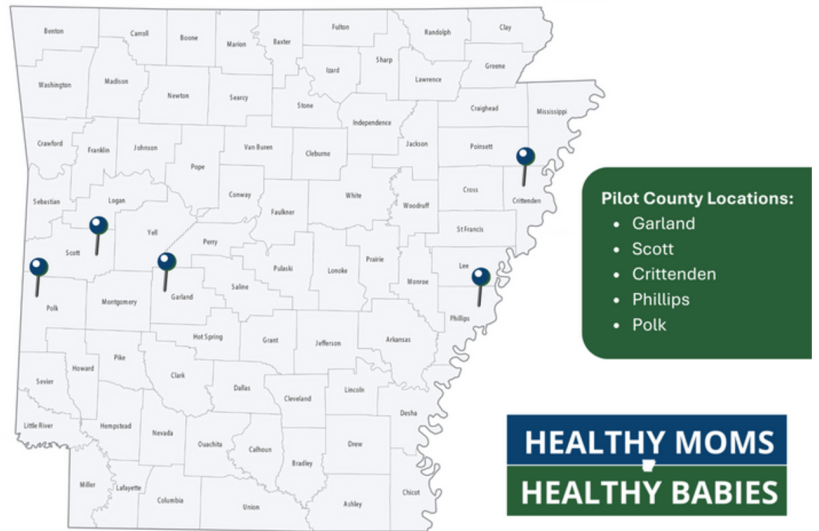 Benton
Carroll
Boone
Marion
Baxter
Fulton
Randolph
Clay
Washington
Madison
Newton
Searcy
Stone
Izard
Sharp
Lawrence
Greene
Independence
Craighead
Mississippi
Crawford
Franklin
Johnson
Pope
Van Buren
Cleburne
Jackson
Poinsett
Sebastian
Logan
Conway
Faulkner
White
Woodruff
Cross
Crittenden
Scott
Yell
Perry
Pulaski
Lonoke
Prairie
Monroe
St Francis
Lee
Polk
Montgomery
Garland
Saline
Phillips
Hot Spring
Grant
Jefferson
Arkansas
Sevier
Howard
Pike
Clark
Dallas
Cleveland
Lincoln
Desha
Little River
Hempstead
Nevada
Ouachita
Calhoun
Bradley
Drew
Miller
Lafayette
Columbia
Union
Ashley
Chicot
Pilot County Locations:
• Garland
• Scott
• Crittenden
• Phillips
• Polk
HEALTHY MOMS
HEALTHY BABIES